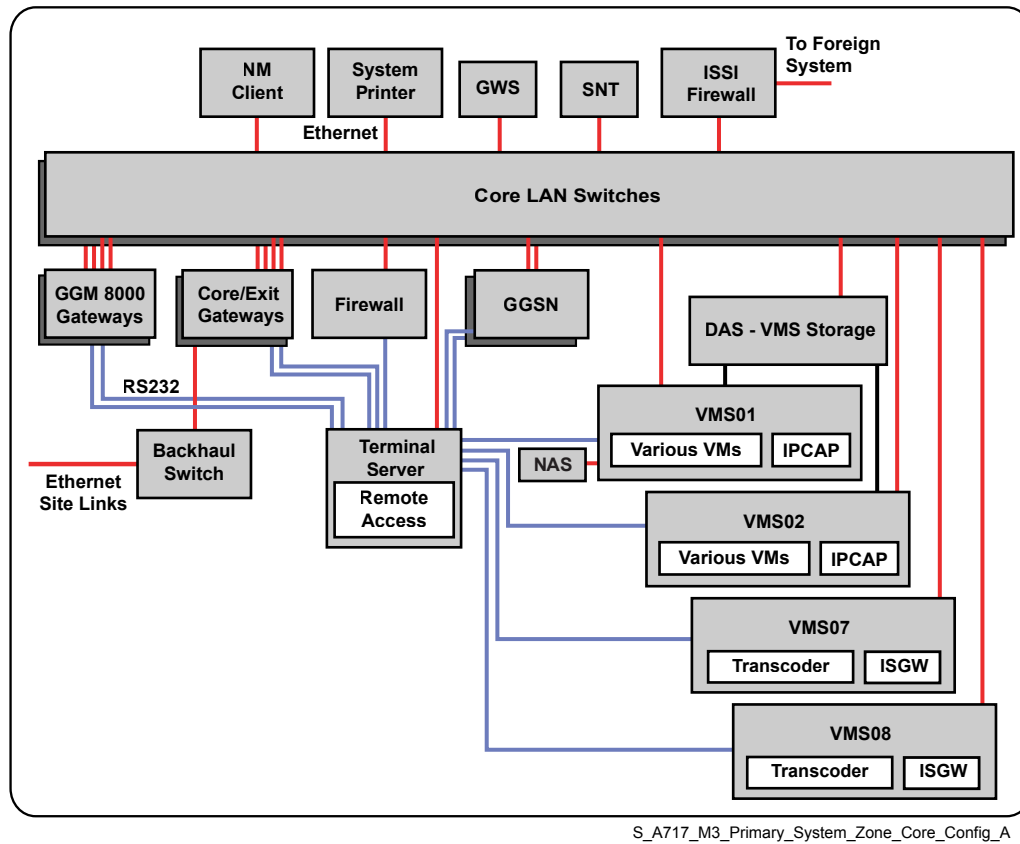 NM
Client
System
Printer
GWS
SNT
ISSI
Firewall
To Foreign
System
Ethernet
Core LAN Switches
GGM 8000
Gateways
Core/Exit
Gateways
Firewall
GGSN
DAS - VMS Storage
RS232
Backhaul
Switch
Ethernet
Site Links
Terminal
Server
Remote
Access
NAS
VMS01
Various VMs
IPCAP
VMS02
Various VMs
IPCAP
VMS07
Transcoder
ISGW
VMS08
Transcoder
ISGW
S_A717_M3_Primary_System_Zone_Core_Config_A